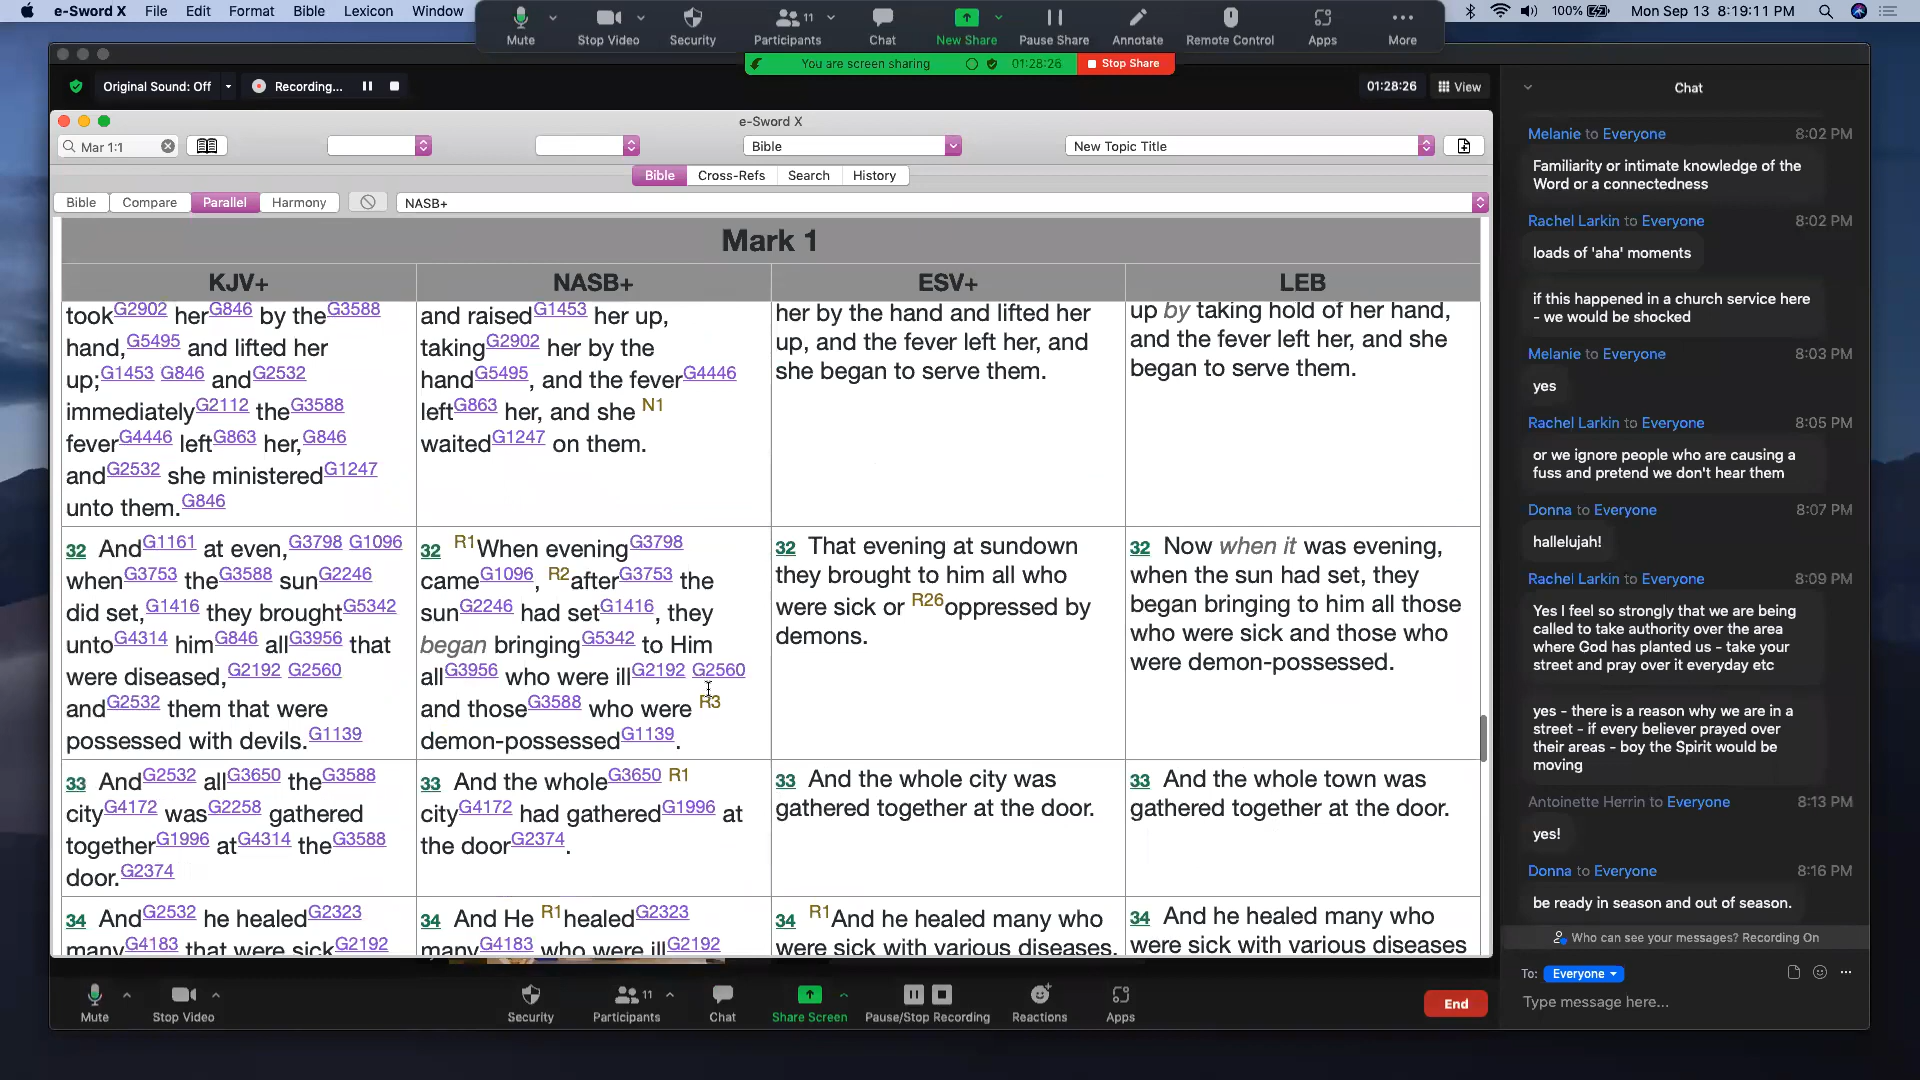 e-Sword X File Edit Format Bible Lexicon Window
100% Mon Sep 13 8:19:11 PM
Mute Stop Video Security Participants 11 Chat New Share Pause Share Annotate Remote Control Apps More
You are screen sharing 01:28:26 Stop Share
Original Sound: Off Recording... 01:28:26 View
e-Sword X
Mar 1:1 Bible New Topic Title
Bible Cross-Refs Search History
Bible Compare Parallel Harmony NASB+
Mark 1
KJV+ NASB+ ESV+ LEB
tookG2902 herG846 by theG3588
hand,G5495 and lifted her
up;G1453 G846 andG2532
immediatelyG2112 theG3588
feverG4446 leftG863 her,G846
andG2532 she ministeredG1247
unto them.G846
and raisedG1453 her up,
takingG2902 her by the
handG5495, and the feverG4446
leftG863 her, and she N1
waitedG1247 on them.
her by the hand and lifted her
up, and the fever left her, and
she began to serve them.
up by taking hold of her hand,
and the fever left her, and she
began to serve them.
32 AndG1161 at even,G3798 G1096
whenG3753 theG3588 sunG2246
did set,G1416 they broughtG5342
untoG4314 himG846 allG3956 that
were diseased,G2192 G2560
andG2532 them that were
possessed with devils.G1139
32 R1When eveningG3798
cameG1096, R2afterG3753 the
sunG2246 had setG1416, they
began bringingG5342 to Him
allG3956 who were illG2192 G2560
and thoseG3588 who were R3
demon-possessedG1139.
32 That evening at sundown
they brought to him all who
were sick or R26oppressed by
demons.
32 Now when it was evening,
when the sun had set, they
began bringing to him all those
who were sick and those who
were demon-possessed.
33 AndG2532 allG3650 theG3588
cityG4172 wasG2258 gathered
togetherG1996 atG4314 theG3588
door.G2374
33 And the wholeG3650 R1
cityG4172 had gatheredG1996 at
the doorG2374.
33 And the whole city was
gathered together at the door.
33 And the whole town was
gathered together at the door.
34 AndG2532 he healedG2323
manyG4183 that were sickG2192
34 And He R1healedG2323
manyG4183 who were illG2192
34 R1And he healed many who
were sick with various diseases,
34 And he healed many who
were sick with various diseases
Mute Stop Video Security Participants 11 Chat Share Screen Pause/Stop Recording Reactions Apps End
Chat
Melanie to Everyone 8:02 PM
Familiarity or intimate knowledge of the
Word or a connectedness
Rachel Larkin to Everyone 8:02 PM
loads of 'aha' moments
if this happened in a church service here
- we would be shocked
Melanie to Everyone 8:03 PM
yes
Rachel Larkin to Everyone 8:05 PM
or we ignore people who are causing a
fuss and pretend we don't hear them
Donna to Everyone 8:07 PM
hallelujah!
Rachel Larkin to Everyone 8:09 PM
Yes I feel so strongly that we are being
called to take authority over the area
where God has planted us - take your
street and pray over it everyday etc
yes - there is a reason why we are in a
street - if every believer prayed over
their areas - boy the Spirit would be
moving
Antoinette Herrin to Everyone 8:13 PM
yes!
Donna to Everyone 8:16 PM
be ready in season and out of season.
Who can see your messages? Recording On
To: Everyone
Type message here...